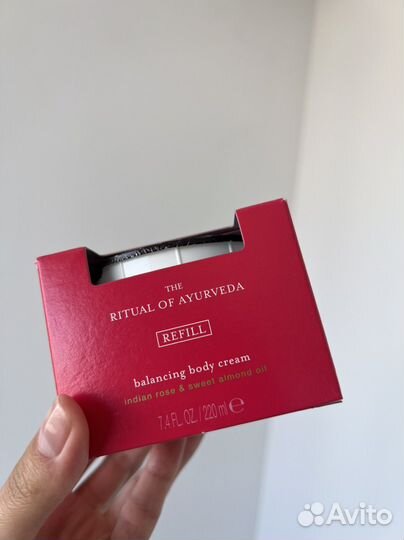 THE
RITUAL OF AYURVEDA
REFILL
balancing body cream
indian rose & sweet almond oil
7.4 FL. OZ. / 220 ml ℮
Avito